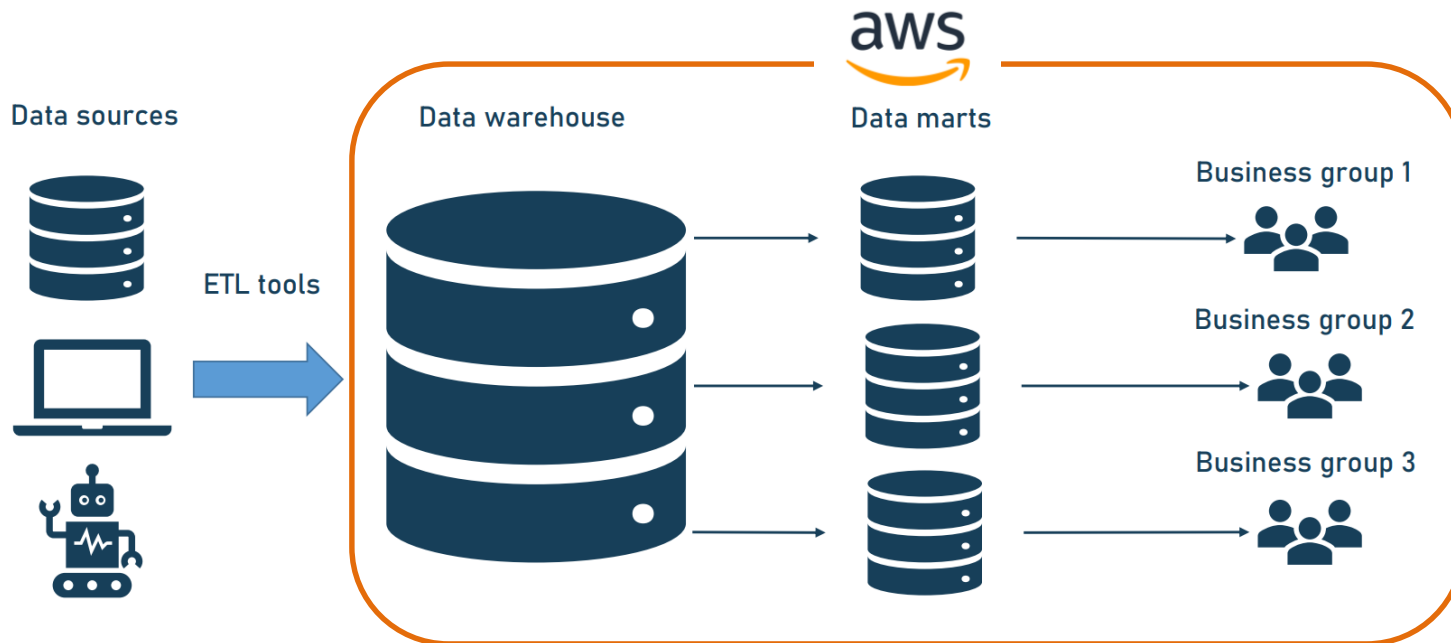 aws
Data sources
Data warehouse
Data marts
Business group 1
ETL tools
Business group 2
Business group 3